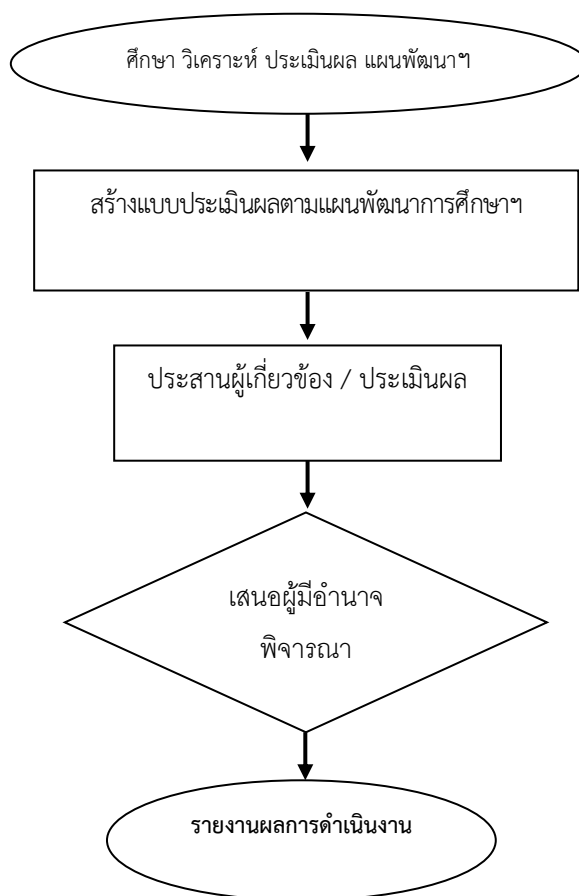 ศึกษา วิเคราะห์ ประเมินผล แผนพัฒนาฯ
สร้างแบบประเมินผลตามแผนพัฒนาการศึกษาฯ
ประสานผู้เกี่ยวข้อง / ประเมินผล
เสนอผู้มีอำนาจ
พิจารณา
รายงานผลการดำเนินงาน